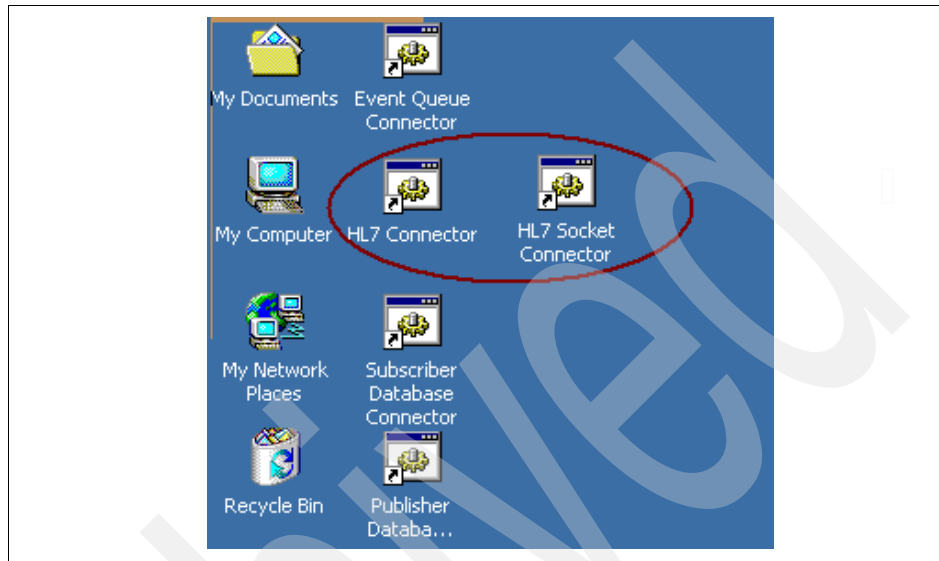 My Documents
Event Queue
Connector
My Computer
HL7 Connector
HL7 Socket
Connector
My Network
Places
Subscriber
Database
Connector
Recycle Bin
Publisher
Databa...